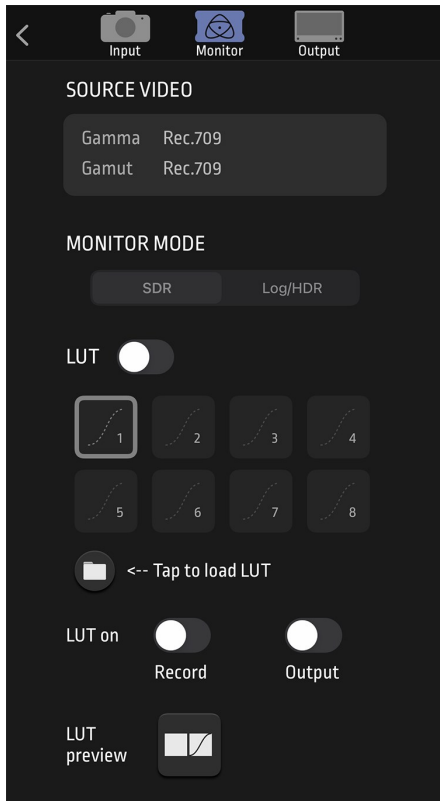 Input Monitor Output
SOURCE VIDEO
Gamma Rec.709
Gamut Rec.709
MONITOR MODE
SDR Log/HDR
LUT
1 2 3 4
5 6 7 8
<-- Tap to load LUT
LUT on
Record Output
LUT
preview